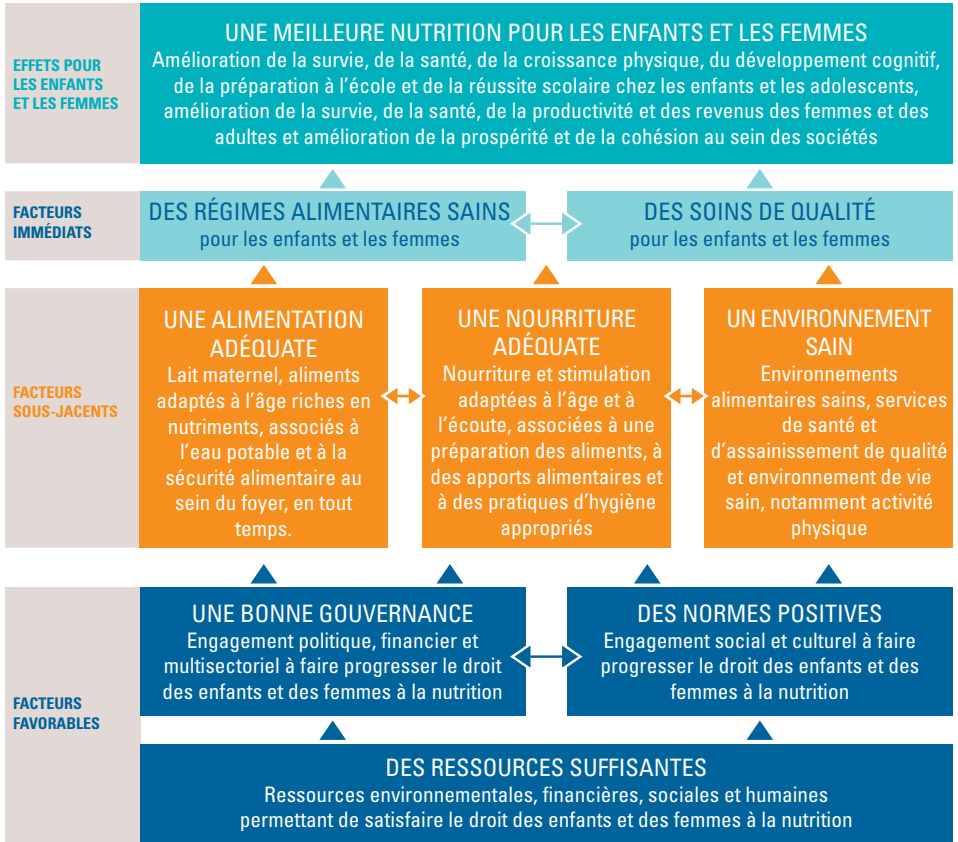 EFFETS POUR
LES ENFANTS
ET LES FEMMES
UNE MEILLEURE NUTRITION POUR LES ENFANTS ET LES FEMMES
Amélioration de la survie, de la santé, de la croissance physique, du développement cognitif,
de la préparation à l'école et de la réussite scolaire chez les enfants et les adolescents,
amélioration de la survie, de la santé, de la productivité et des revenus des femmes et des
adultes et amélioration de la prospérité et de la cohésion au sein des sociétés
FACTEURS
IMMÉDIATS
DES RÉGIMES ALIMENTAIRES SAINS
pour les enfants et les femmes
DES SOINS DE QUALITÉ
pour les enfants et les femmes
FACTEURS
SOUS-JACENTS
UNE ALIMENTATION
ADÉQUATE
Lait maternel, aliments
adaptés à l'âge riches en
nutriments, associés à
l'eau potable et à la
sécurité alimentaire au
sein du foyer, en tout
temps.
UNE NOURRITURE
ADÉQUATE
Nourriture et stimulation
adaptées à l'âge et à
l'écoute, associées à une
préparation des aliments, à
des apports alimentaires et
à des pratiques d'hygiène
appropriés
UN ENVIRONNEMENT
SAIN
Environnements
alimentaires sains, services
de santé et
d'assainissement de qualité
et environnement de vie
sain, notamment activité
physique
FACTEURS
FAVORABLES
UNE BONNE GOUVERNANCE
Engagement politique, financier et
multisectoriel à faire progresser le droit
des enfants et des femmes à la nutrition
DES NORMES POSITIVES
Engagement social et culturel à faire
progresser le droit des enfants et des
femmes à la nutrition
DES RESSOURCES SUFFISANTES
Ressources environnementales, financières, sociales et humaines
permettant de satisfaire le droit des enfants et des femmes à la nutrition